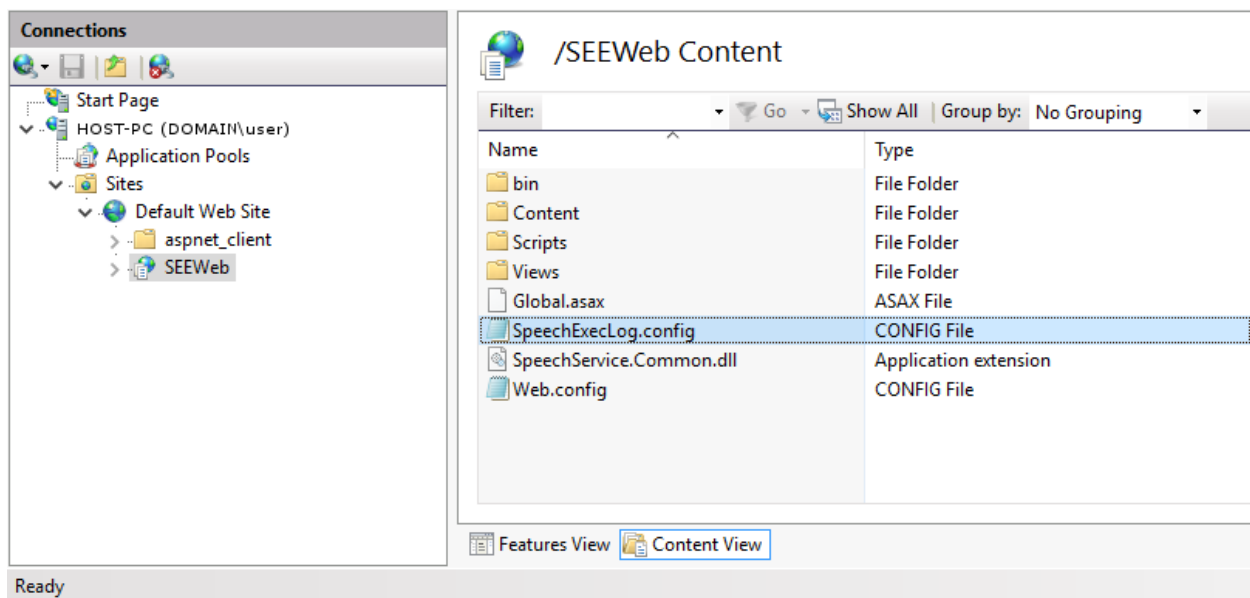 Connections
Start Page
HOST-PC (DOMAIN\user)
Application Pools
Sites
Default Web Site
aspnet_client
SEEWeb
/SEEWeb Content
Filter: Go Show All Group by: No Grouping
Name Type
bin File Folder
Content File Folder
Scripts File Folder
Views File Folder
Global.asax ASAX File
SpeechExecLog.config CONFIG File
SpeechService.Common.dll Application extension
Web.config CONFIG File
Features View Content View
Ready